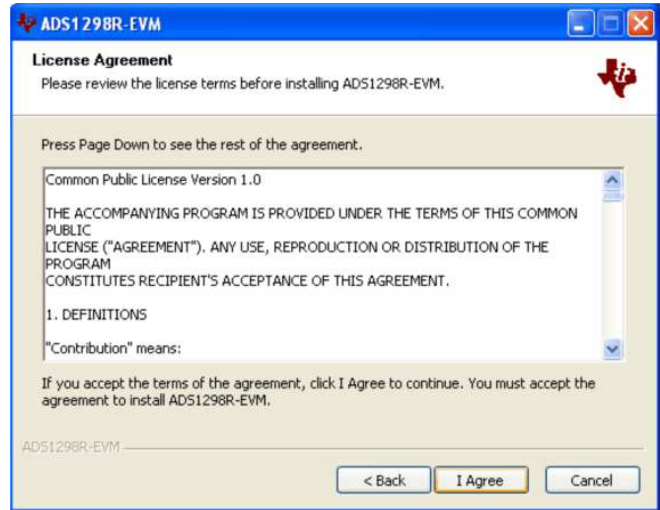 ADS1298R-EVM
License Agreement
Please review the license terms before installing ADS1298R-EVM.
Press Page Down to see the rest of the agreement.
Common Public License Version 1.0
THE ACCOMPANYING PROGRAM IS PROVIDED UNDER THE TERMS OF THIS COMMON
PUBLIC
LICENSE ("AGREEMENT"). ANY USE, REPRODUCTION OR DISTRIBUTION OF THE
PROGRAM
CONSTITUTES RECIPIENT'S ACCEPTANCE OF THIS AGREEMENT.
1. DEFINITIONS
"Contribution" means:
If you accept the terms of the agreement, click I Agree to continue. You must accept the
agreement to install ADS1298R-EVM.
ADS1298R-EVM
< Back
I Agree
Cancel